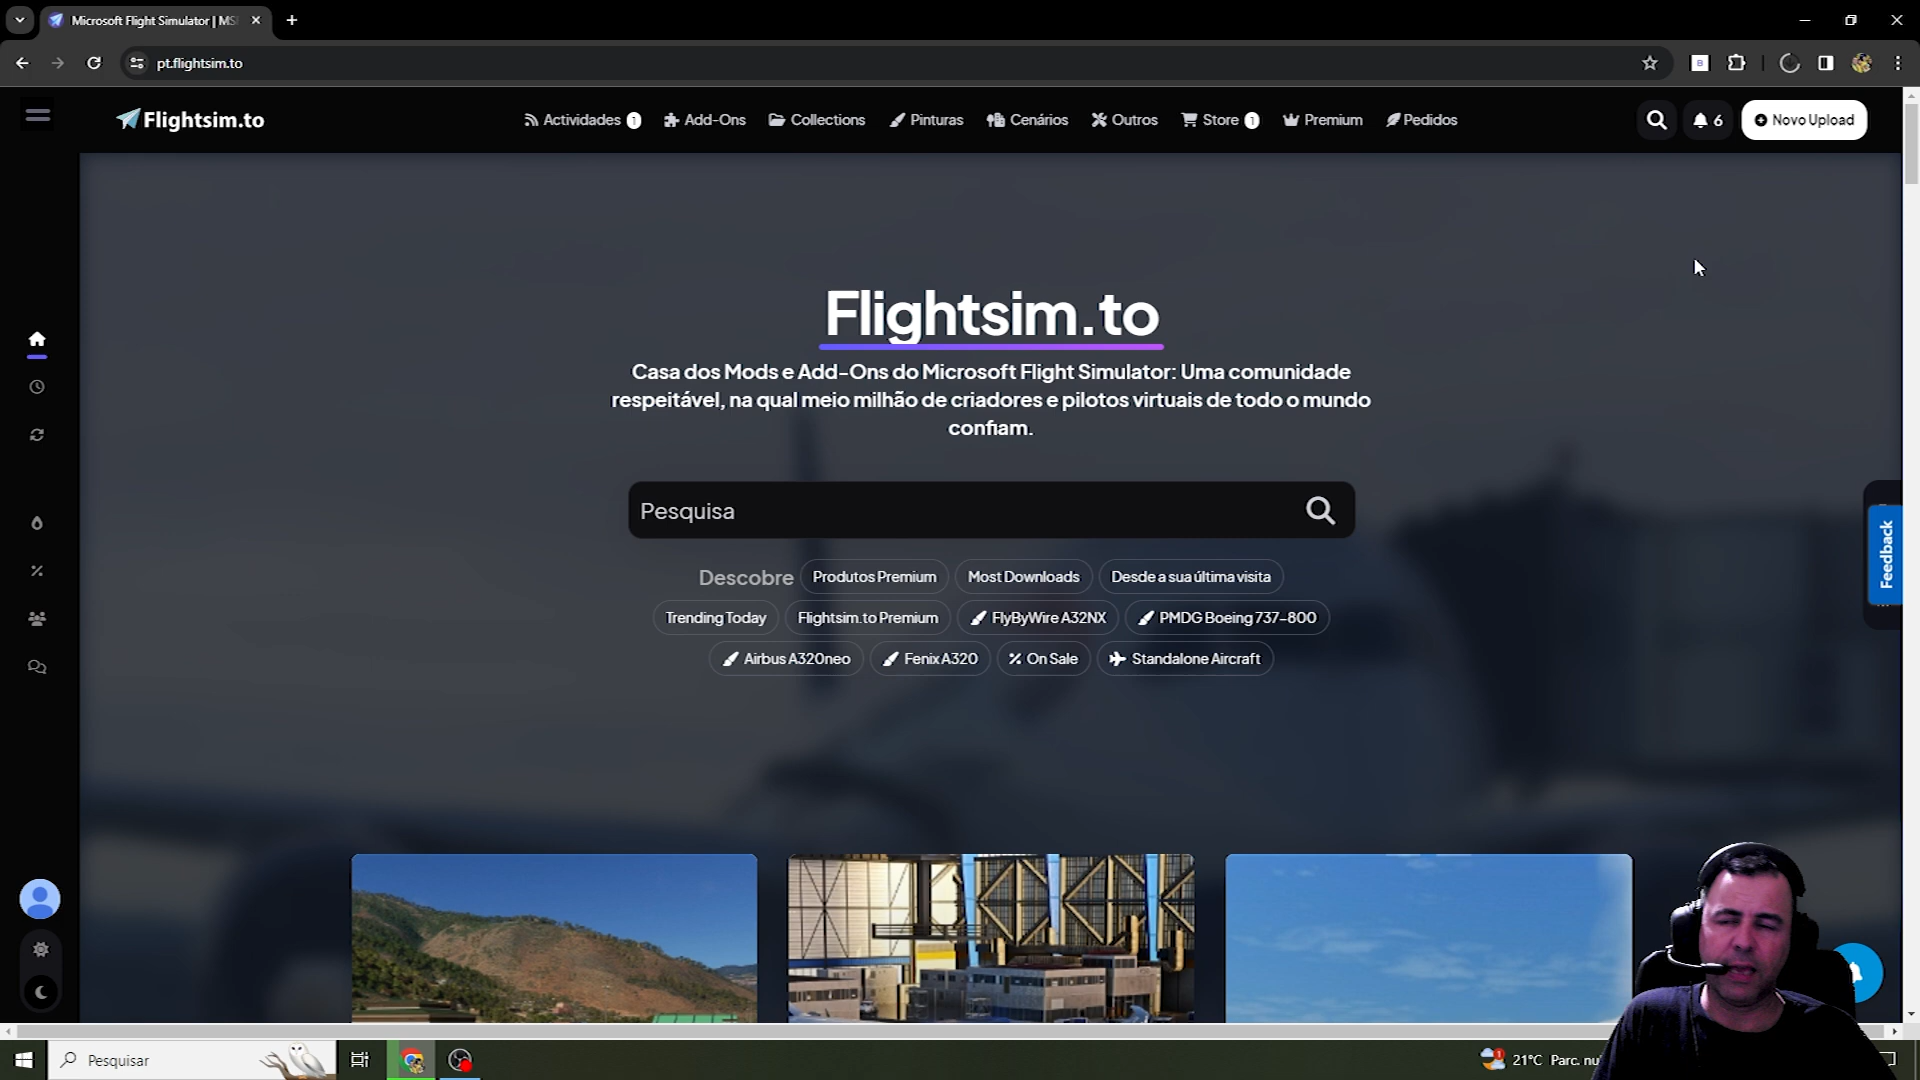 Microsoft Flight Simulator | MS
pt.flightsim.to
Flightsim.to
Actividades 1
Add-Ons
Collections
Pinturas
Cenários
Outros
Store 1
Premium
Pedidos
6
Novo Upload
Flightsim.to
Casa dos Mods e Add-Ons do Microsoft Flight Simulator: Uma comunidade
respeitável, na qual meio milhão de criadores e pilotos virtuais de todo o mundo
confiam.
Pesquisa
Feedback
Descobre
Produtos Premium
Most Downloads
Desde a sua última visita
Trending Today
Flightsim.to Premium
FlyByWire A32NX
PMDG Boeing 737-800
Airbus A320neo
Fenix A320
% On Sale
Standalone Aircraft
Pesquisar
1
21°C Parc. nu